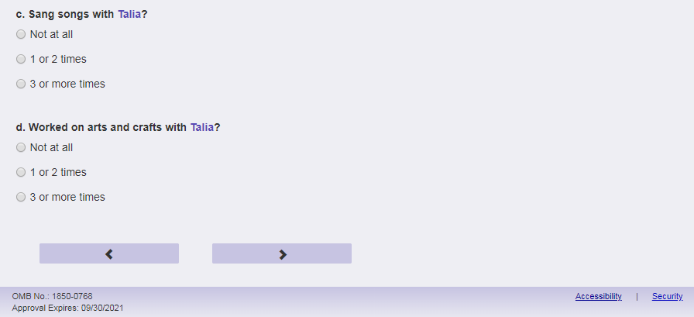 c. Sang songs with Talia?
Not at all
1 or 2 times
3 or more times
d. Worked on arts and crafts with Talia?
Not at all
1 or 2 times
3 or more times
OMB No.: 1850-0768
Accessibility | Security
Approval Expires: 09/30/2021